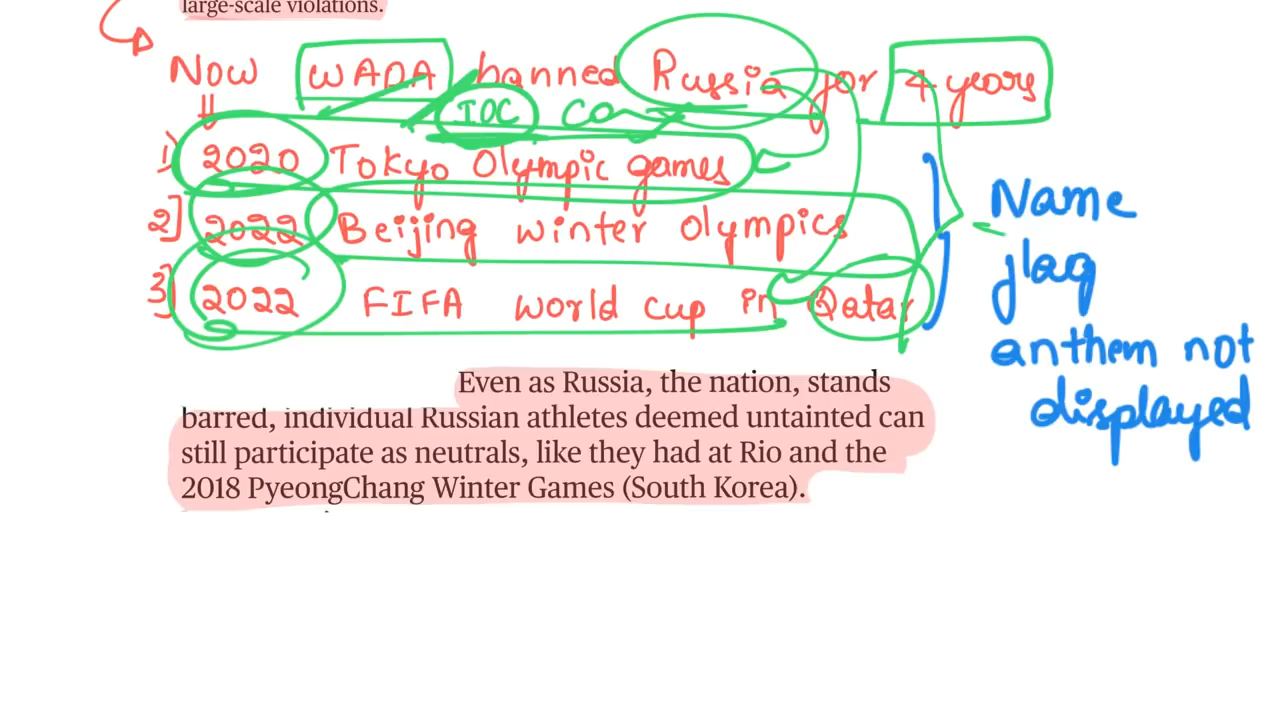 large-scale violations.
Now WADA banned Russia for 4 years
IOC
1) 2020 Tokyo Olympic games
2] 2022 Beijing winter olympics
3] 2022 FIFA world cup in Qatar
Name
flag
anthem not
displayed
Even as Russia, the nation, stands
barred, individual Russian athletes deemed untainted can
still participate as neutrals, like they had at Rio and the
2018 PyeongChang Winter Games (South Korea).